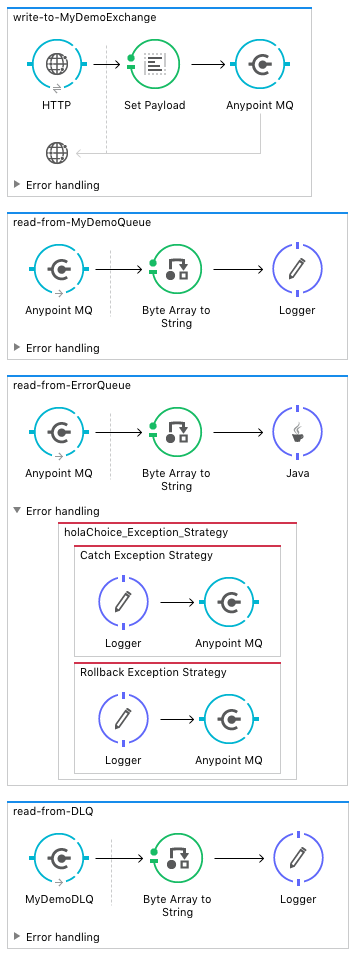 write-to-MyDemoExchange
HTTP
Set Payload
Anypoint MQ
Error handling
read-from-MyDemoQueue
Anypoint MQ
Byte Array to
String
Logger
Error handling
read-from-ErrorQueue
Anypoint MQ
Byte Array to
String
Java
Error handling
holaChoice_Exception_Strategy
Catch Exception Strategy
Logger
Anypoint MQ
Rollback Exception Strategy
Logger
Anypoint MQ
read-from-DLQ
MyDemoDLQ
Byte Array to
String
Logger
Error handling